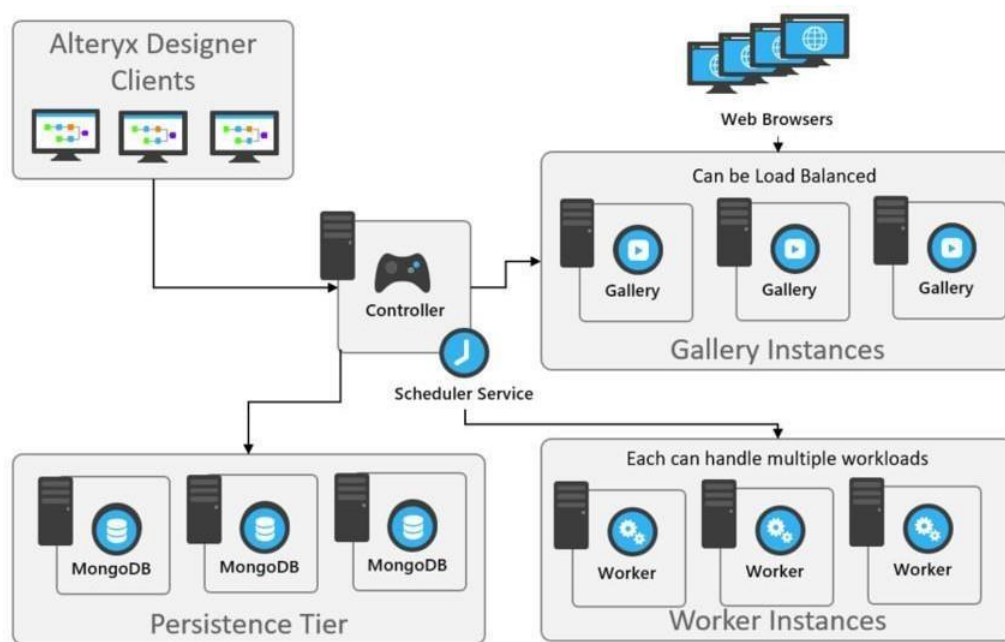 Alteryx Designer
Clients
Web Browsers
Can be Load Balanced
Gallery
Gallery
Gallery
Gallery Instances
Controller
Scheduler Service
MongoDB
MongoDB
MongoDB
Persistence Tier
Each can handle multiple workloads
Worker
Worker
Worker
Worker Instances